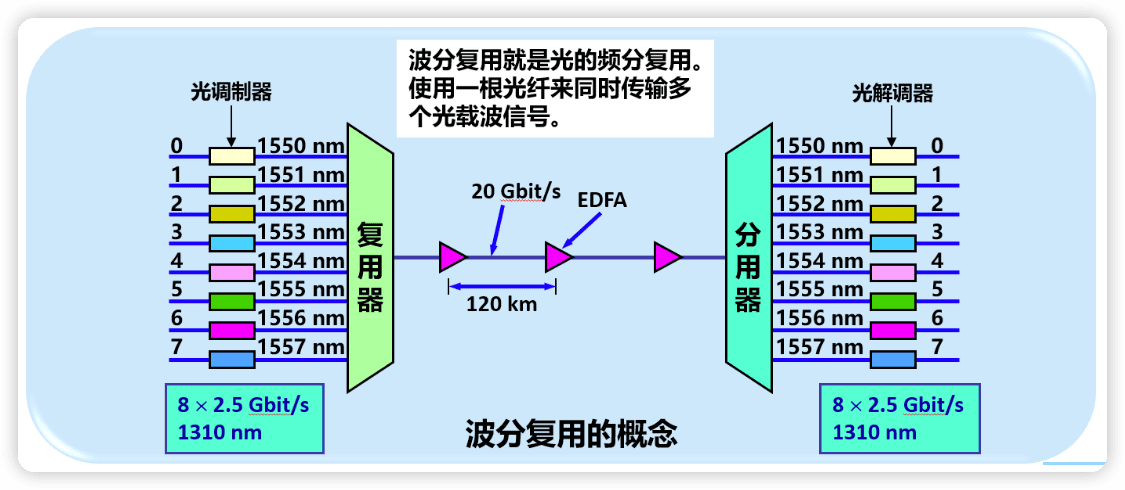 波分复用就是光的频分复用。
使用一根光纤来同时传输多
个光载波信号。
光调制器
光解调器
0 1550 nm
1 1551 nm
2 1552 nm
3 1553 nm
4 1554 nm
5 1555 nm
6 1556 nm
7 1557 nm
复用器
20 Gbit/s
EDFA
120 km
分用器
1550 nm 0
1551 nm 1
1552 nm 2
1553 nm 3
1554 nm 4
1555 nm 5
1556 nm 6
1557 nm 7
8 × 2.5 Gbit/s
1310 nm
波分复用的概念
8 × 2.5 Gbit/s
1310 nm